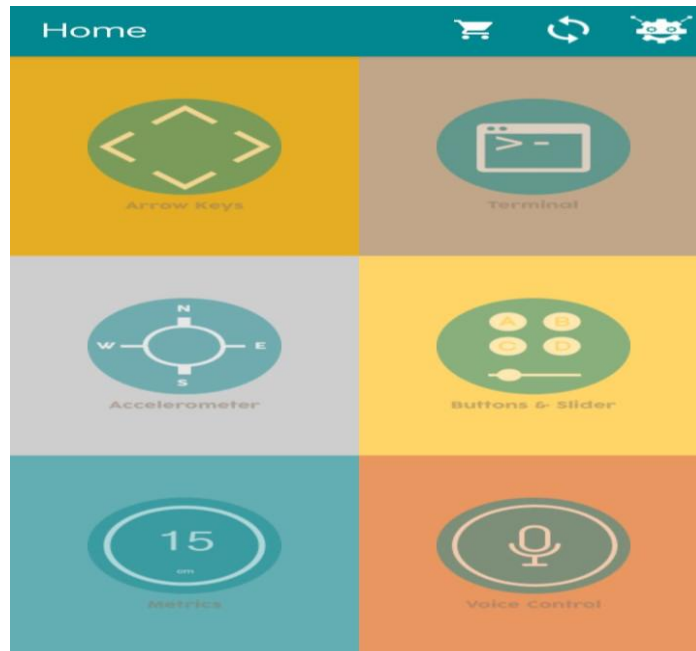 Home
>-
Arrow Keys
Terminal
N
W
E
S
Accelerometer
A B
C D
Buttons & Slider
15
cm
Metrics
Voice Control